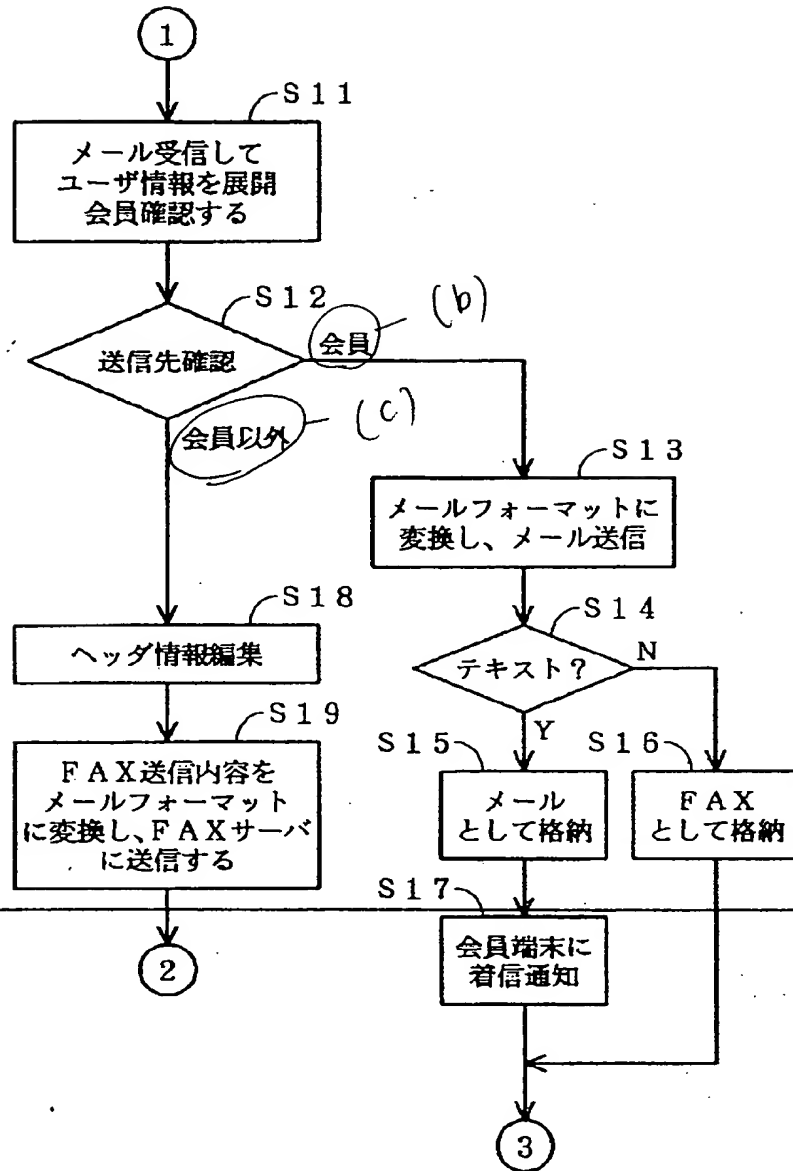 1
S11
メール受信して
ユーザ情報を展開
会員確認する
S12
送信先確認
会員
(b)
会員以外
(c)
S13
メールフォーマットに
変換し、メール送信
S14
テキスト?
N
Y
S15
メール
として格納
S16
FAX
として格納
S17
会員端末に
着信通知
3
S18
ヘッダ情報編集
S19
FAX送信内容を
メールフォーマット
に変換し、FAXサーバ
に送信する
2